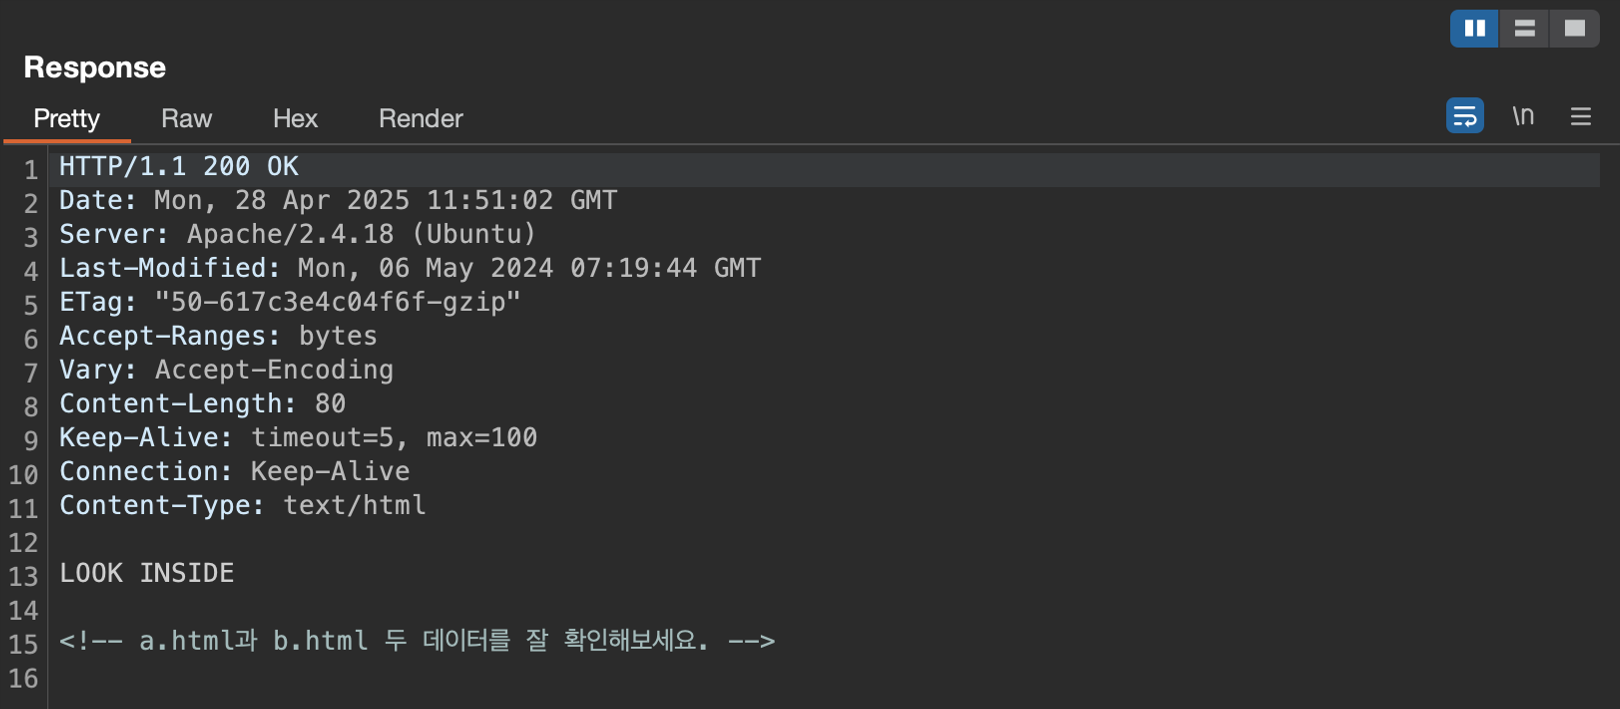 Response
Pretty Raw Hex Render \n
1 HTTP/1.1 200 OK
2 Date: Mon, 28 Apr 2025 11:51:02 GMT
3 Server: Apache/2.4.18 (Ubuntu)
4 Last-Modified: Mon, 06 May 2024 07:19:44 GMT
5 ETag: "50-617c3e4c04f6f-gzip"
6 Accept-Ranges: bytes
7 Vary: Accept-Encoding
8 Content-Length: 80
9 Keep-Alive: timeout=5, max=100
10 Connection: Keep-Alive
11 Content-Type: text/html
12
13 LOOK INSIDE
14
15 <!-- a.html과 b.html 두 데이터를 잘 확인해보세요. -->
16